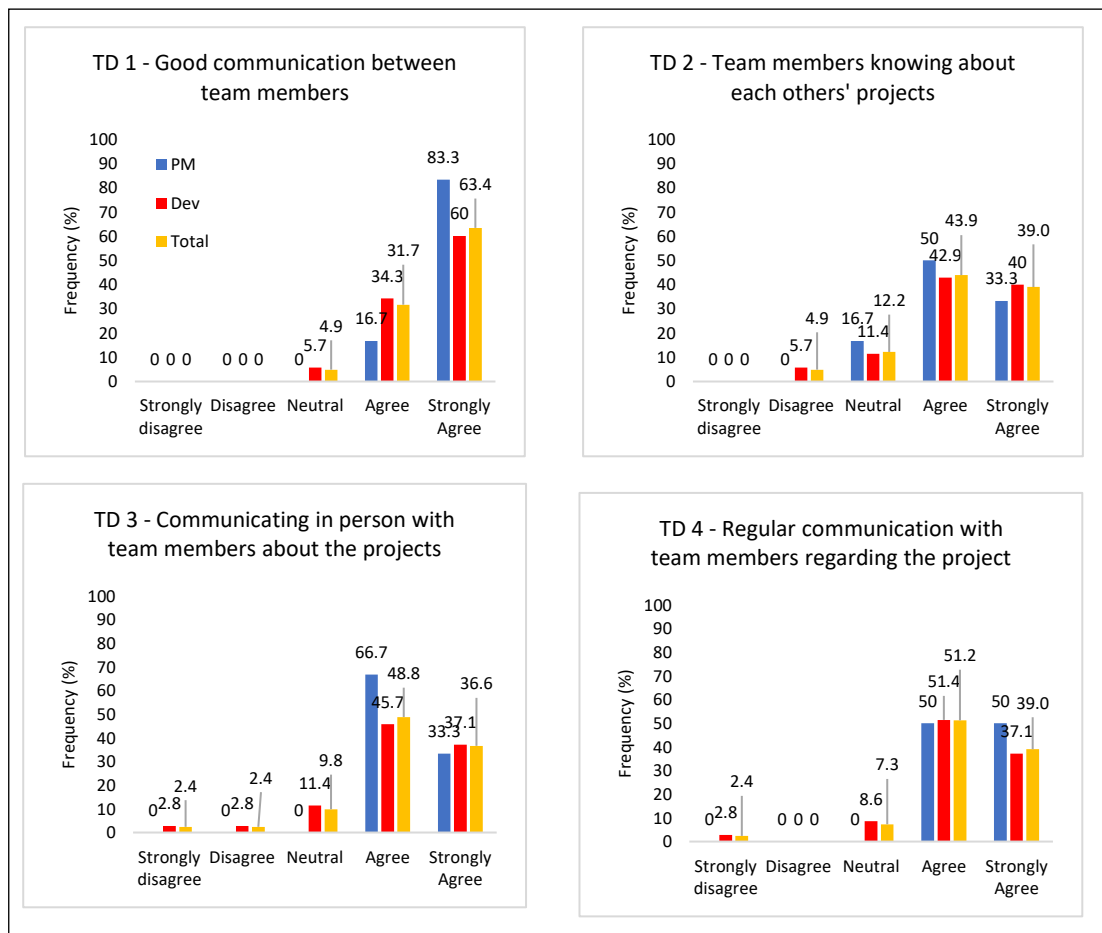 TD 1 - Good communication between
team members
Frequency (%)
100
90
80
70
60
50
40
30
20
10
0
PM
Dev
Total
0 0 0
0 0 0
0
5.7
4.9
16.7
34.3
31.7
83.3
60
63.4
Strongly disagree
Disagree
Neutral
Agree
Strongly Agree
TD 2 - Team members knowing about
each others' projects
Frequency (%)
100
90
80
70
60
50
40
30
20
10
0
0 0 0
0
5.7
4.9
16.7
11.4
12.2
50
42.9
43.9
33.3
40
39.0
Strongly disagree
Disagree
Neutral
Agree
Strongly Agree
TD 3 - Communicating in person with
team members about the projects
Frequency (%)
100
90
80
70
60
50
40
30
20
10
0
0
2.8
2.4
0
2.8
2.4
0
11.4
9.8
66.7
45.7
48.8
33.3
37.1
36.6
Strongly disagree
Disagree
Neutral
Agree
Strongly Agree
TD 4 - Regular communication with
team members regarding the project
Frequency (%)
100
90
80
70
60
50
40
30
20
10
0
0
2.8
2.4
0 0 0
0
8.6
7.3
50
51.4
51.2
50
37.1
39.0
Strongly disagree
Disagree
Neutral
Agree
Strongly Agree